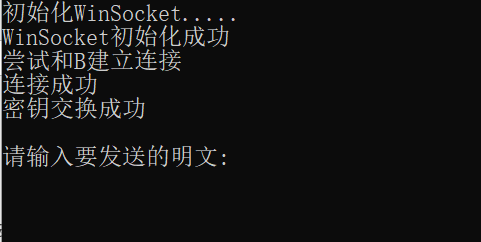 初始化WinSocket.....
WinSocket初始化成功
尝试和B建立连接
连接成功
密钥交换成功
请输入要发送的明文: